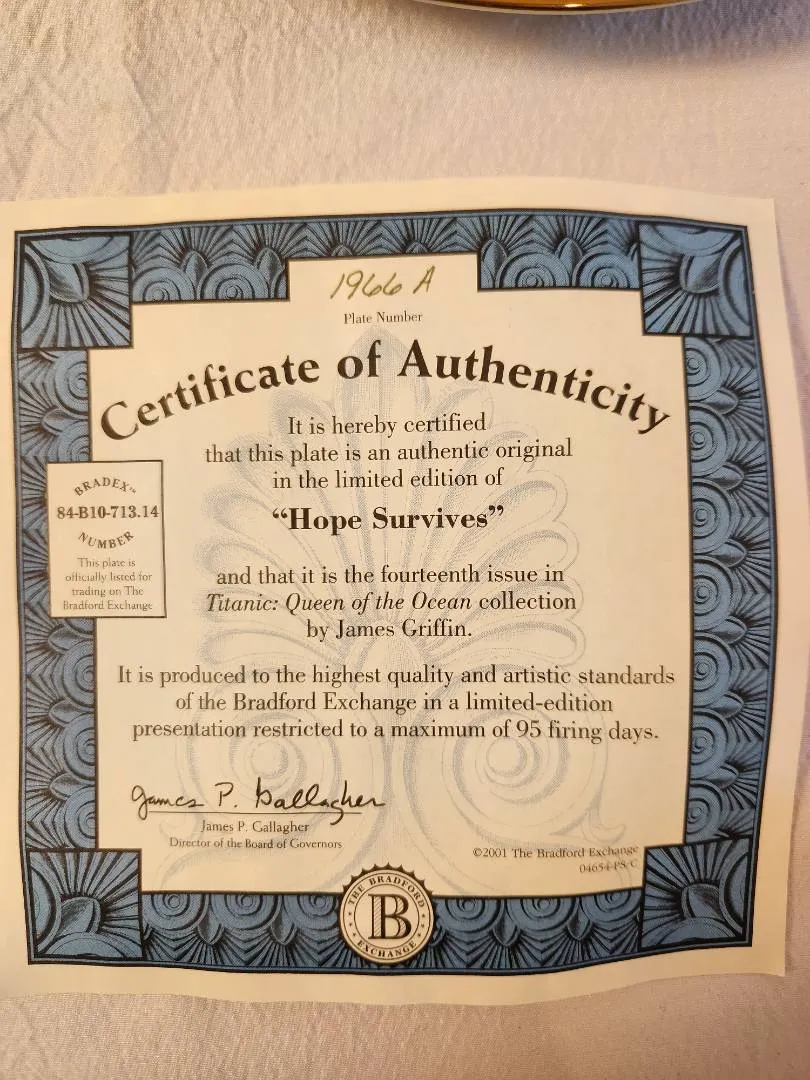 1966 A
Plate Number
Certificate of Authenticity
It is hereby certified
that this plate is an authentic original
in the limited edition of
“Hope Survives”
and that it is the fourteenth issue in
Titanic: Queen of the Ocean collection
by James Griffin.
It is produced to the highest quality and artistic standards
of the Bradford Exchange in a limited-edition
presentation restricted to a maximum of 95 firing days.
BRADEX™
84-B10-713.14
NUMBER
This plate is
officially listed for
trading on The
Bradford Exchange
James P. Gallagher
James P. Gallagher
Director of the Board of Governors
©2001 The Bradford Exchange
04654-PS/C
THE BRADFORD
B
EXCHANGE